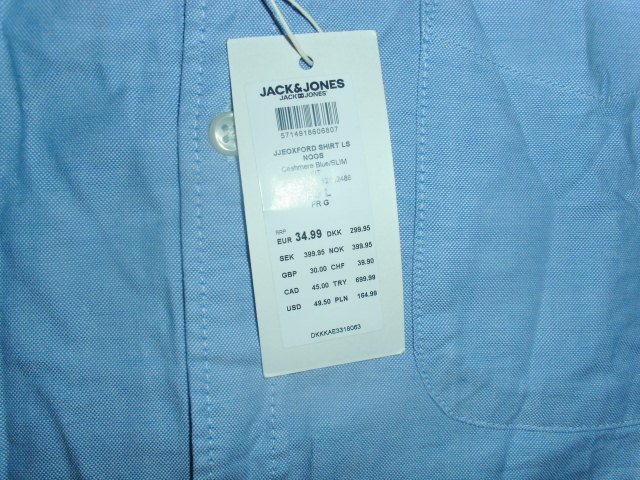 JACK&JONES
JACK JONES
5714918606807
JJEOXFORD SHIRT LS
NOOS
Cashmere Blue/SLIM
L
FR G
RRP
EUR 34.99 DKK 299.95
SEK 399.95 NOK 399.95
GBP 30.00 CHF 39.90
CAD 45.00 TRY 699.99
USD 49.50 PLN 164.99
DKKKAE3318063